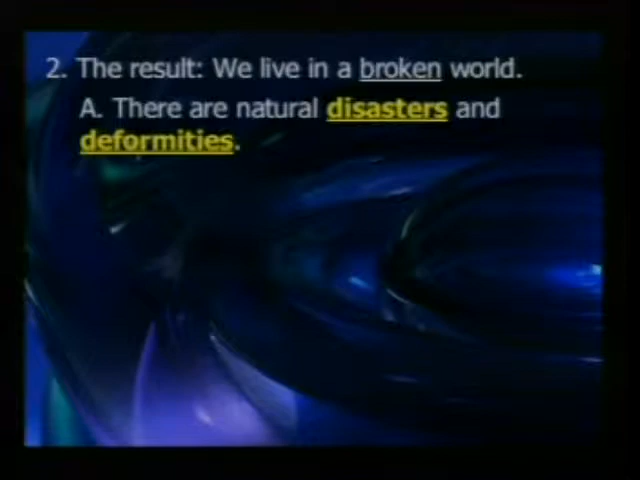 2. The result: We live in a broken world.
A. There are natural disasters and
deformities.